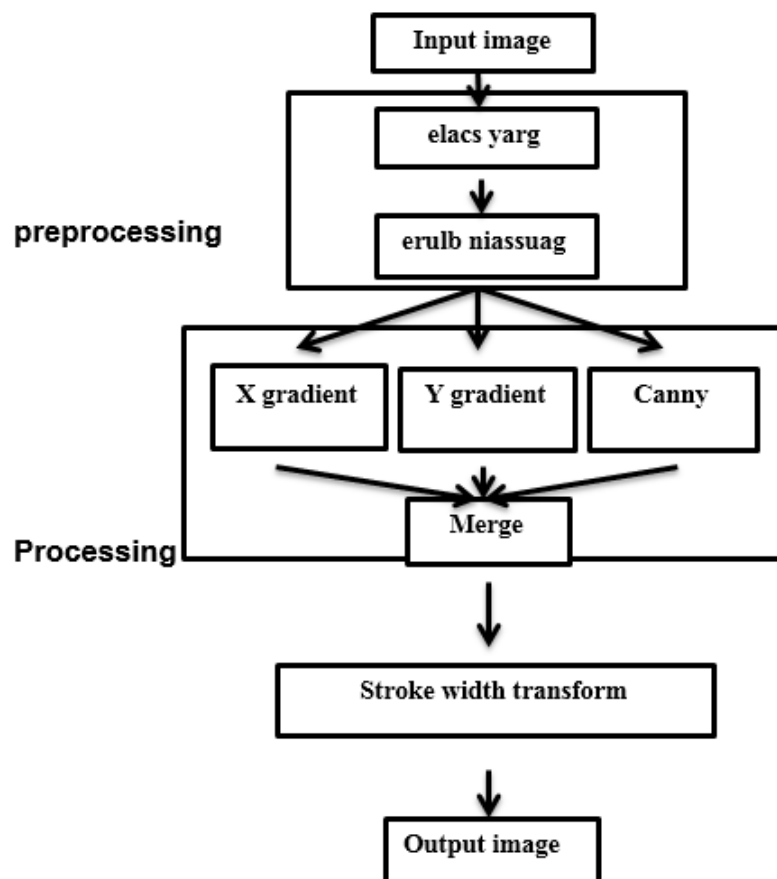 Input image
elacs yarg
preprocessing
erulb niassuag
X gradient
Y gradient
Canny
Merge
Processing
Stroke width transform
Output image